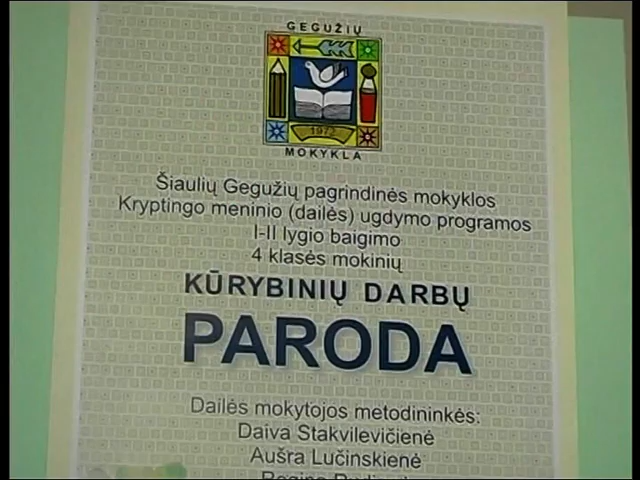 GEGUŽIŲ
1972
MOKYKLA
Šiaulių Gegužių pagrindinės mokyklos
Kryptingo meninio (dailės) ugdymo programos
I-II lygio baigimo
4 klasės mokinių
KŪRYBINIŲ DARBŲ
PARODA
Dailės mokytojos metodininkės:
Daiva Stakvilevičienė
Aušra Lučinskienė